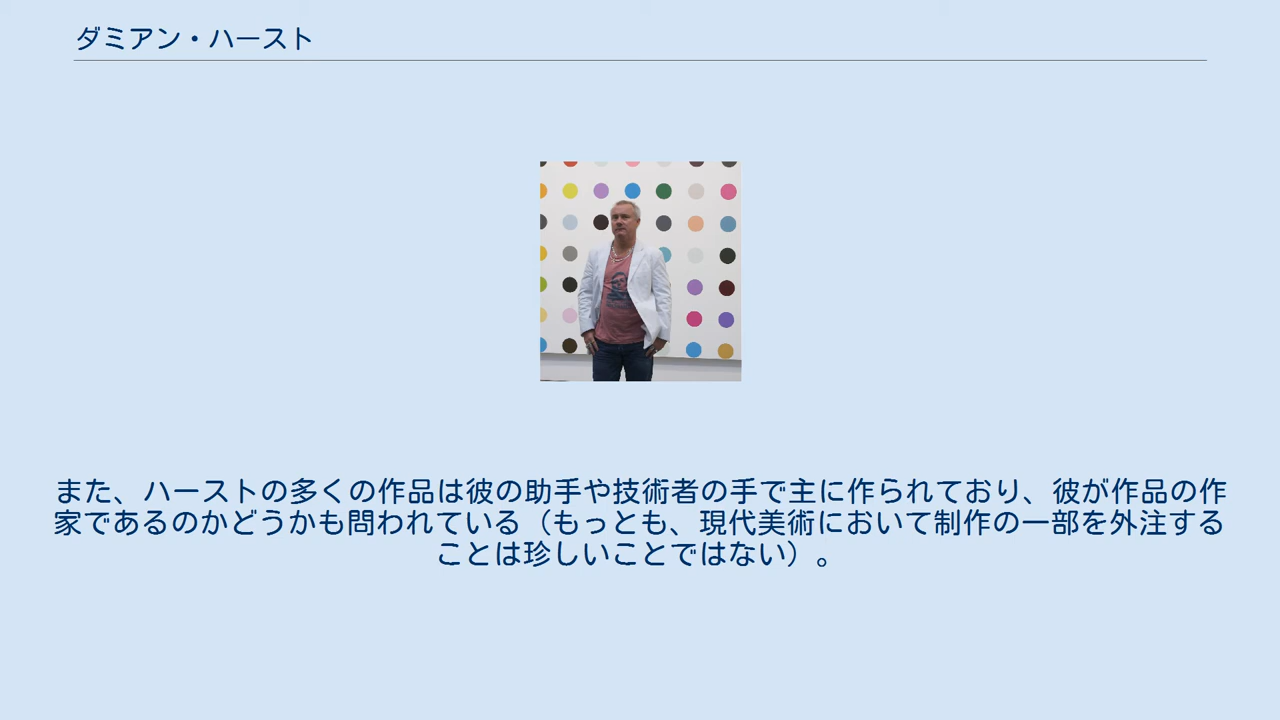 ダミアン・ハースト
また、ハーストの多くの作品は彼の助手や技術者の手で主に作られており、彼が作品の作
家であるのかどうかも問われている（もっとも、現代美術において制作の一部を外注する
ことは珍しいことではない）。